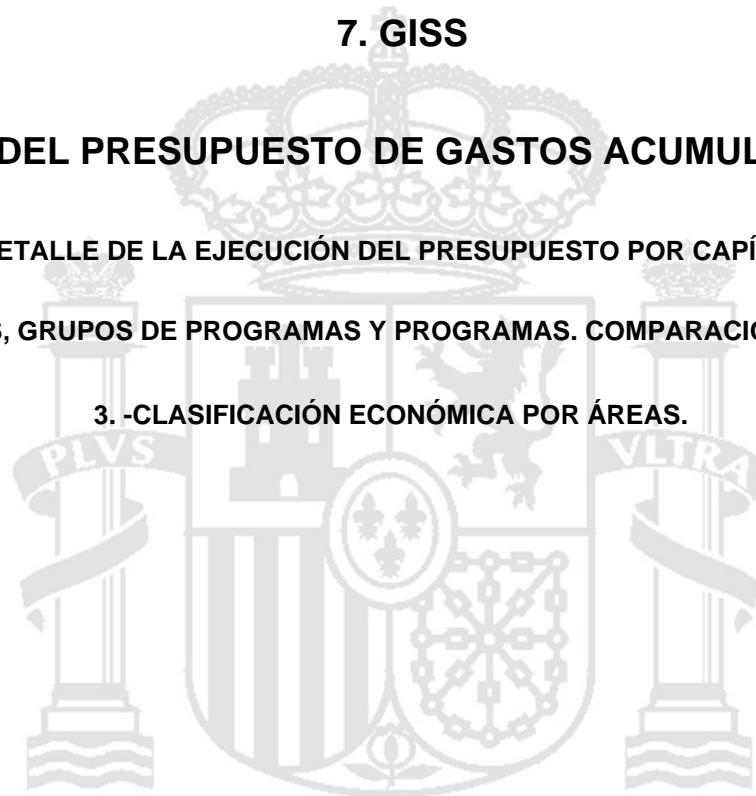 7. GISS
DEL PRESUPUESTO DE GASTOS ACUMUL
ETALLE DE LA EJECUCIÓN DEL PRESUPUESTO POR CAPÍ
S, GRUPOS DE PROGRAMAS Y PROGRAMAS. COMPARACIO
3. -CLASIFICACIÓN ECONÓMICA POR ÁREAS.
PLVS
VLTRA